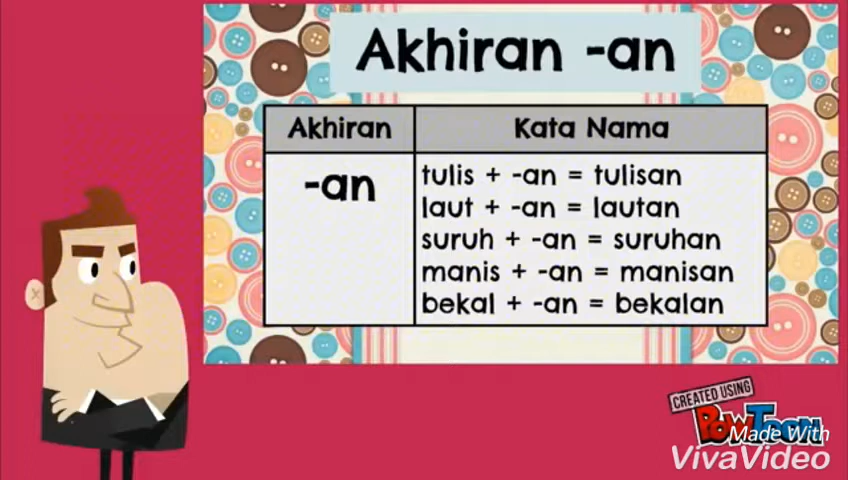 Akhiran -an
Akhiran
Kata Nama
-an
tulis + -an = tulisan
laut + -an = lautan
suruh + -an = suruhan
manis + -an = manisan
bekal + -an = bekalan
CREATED USING
POWTOON
Made With
VivaVideo